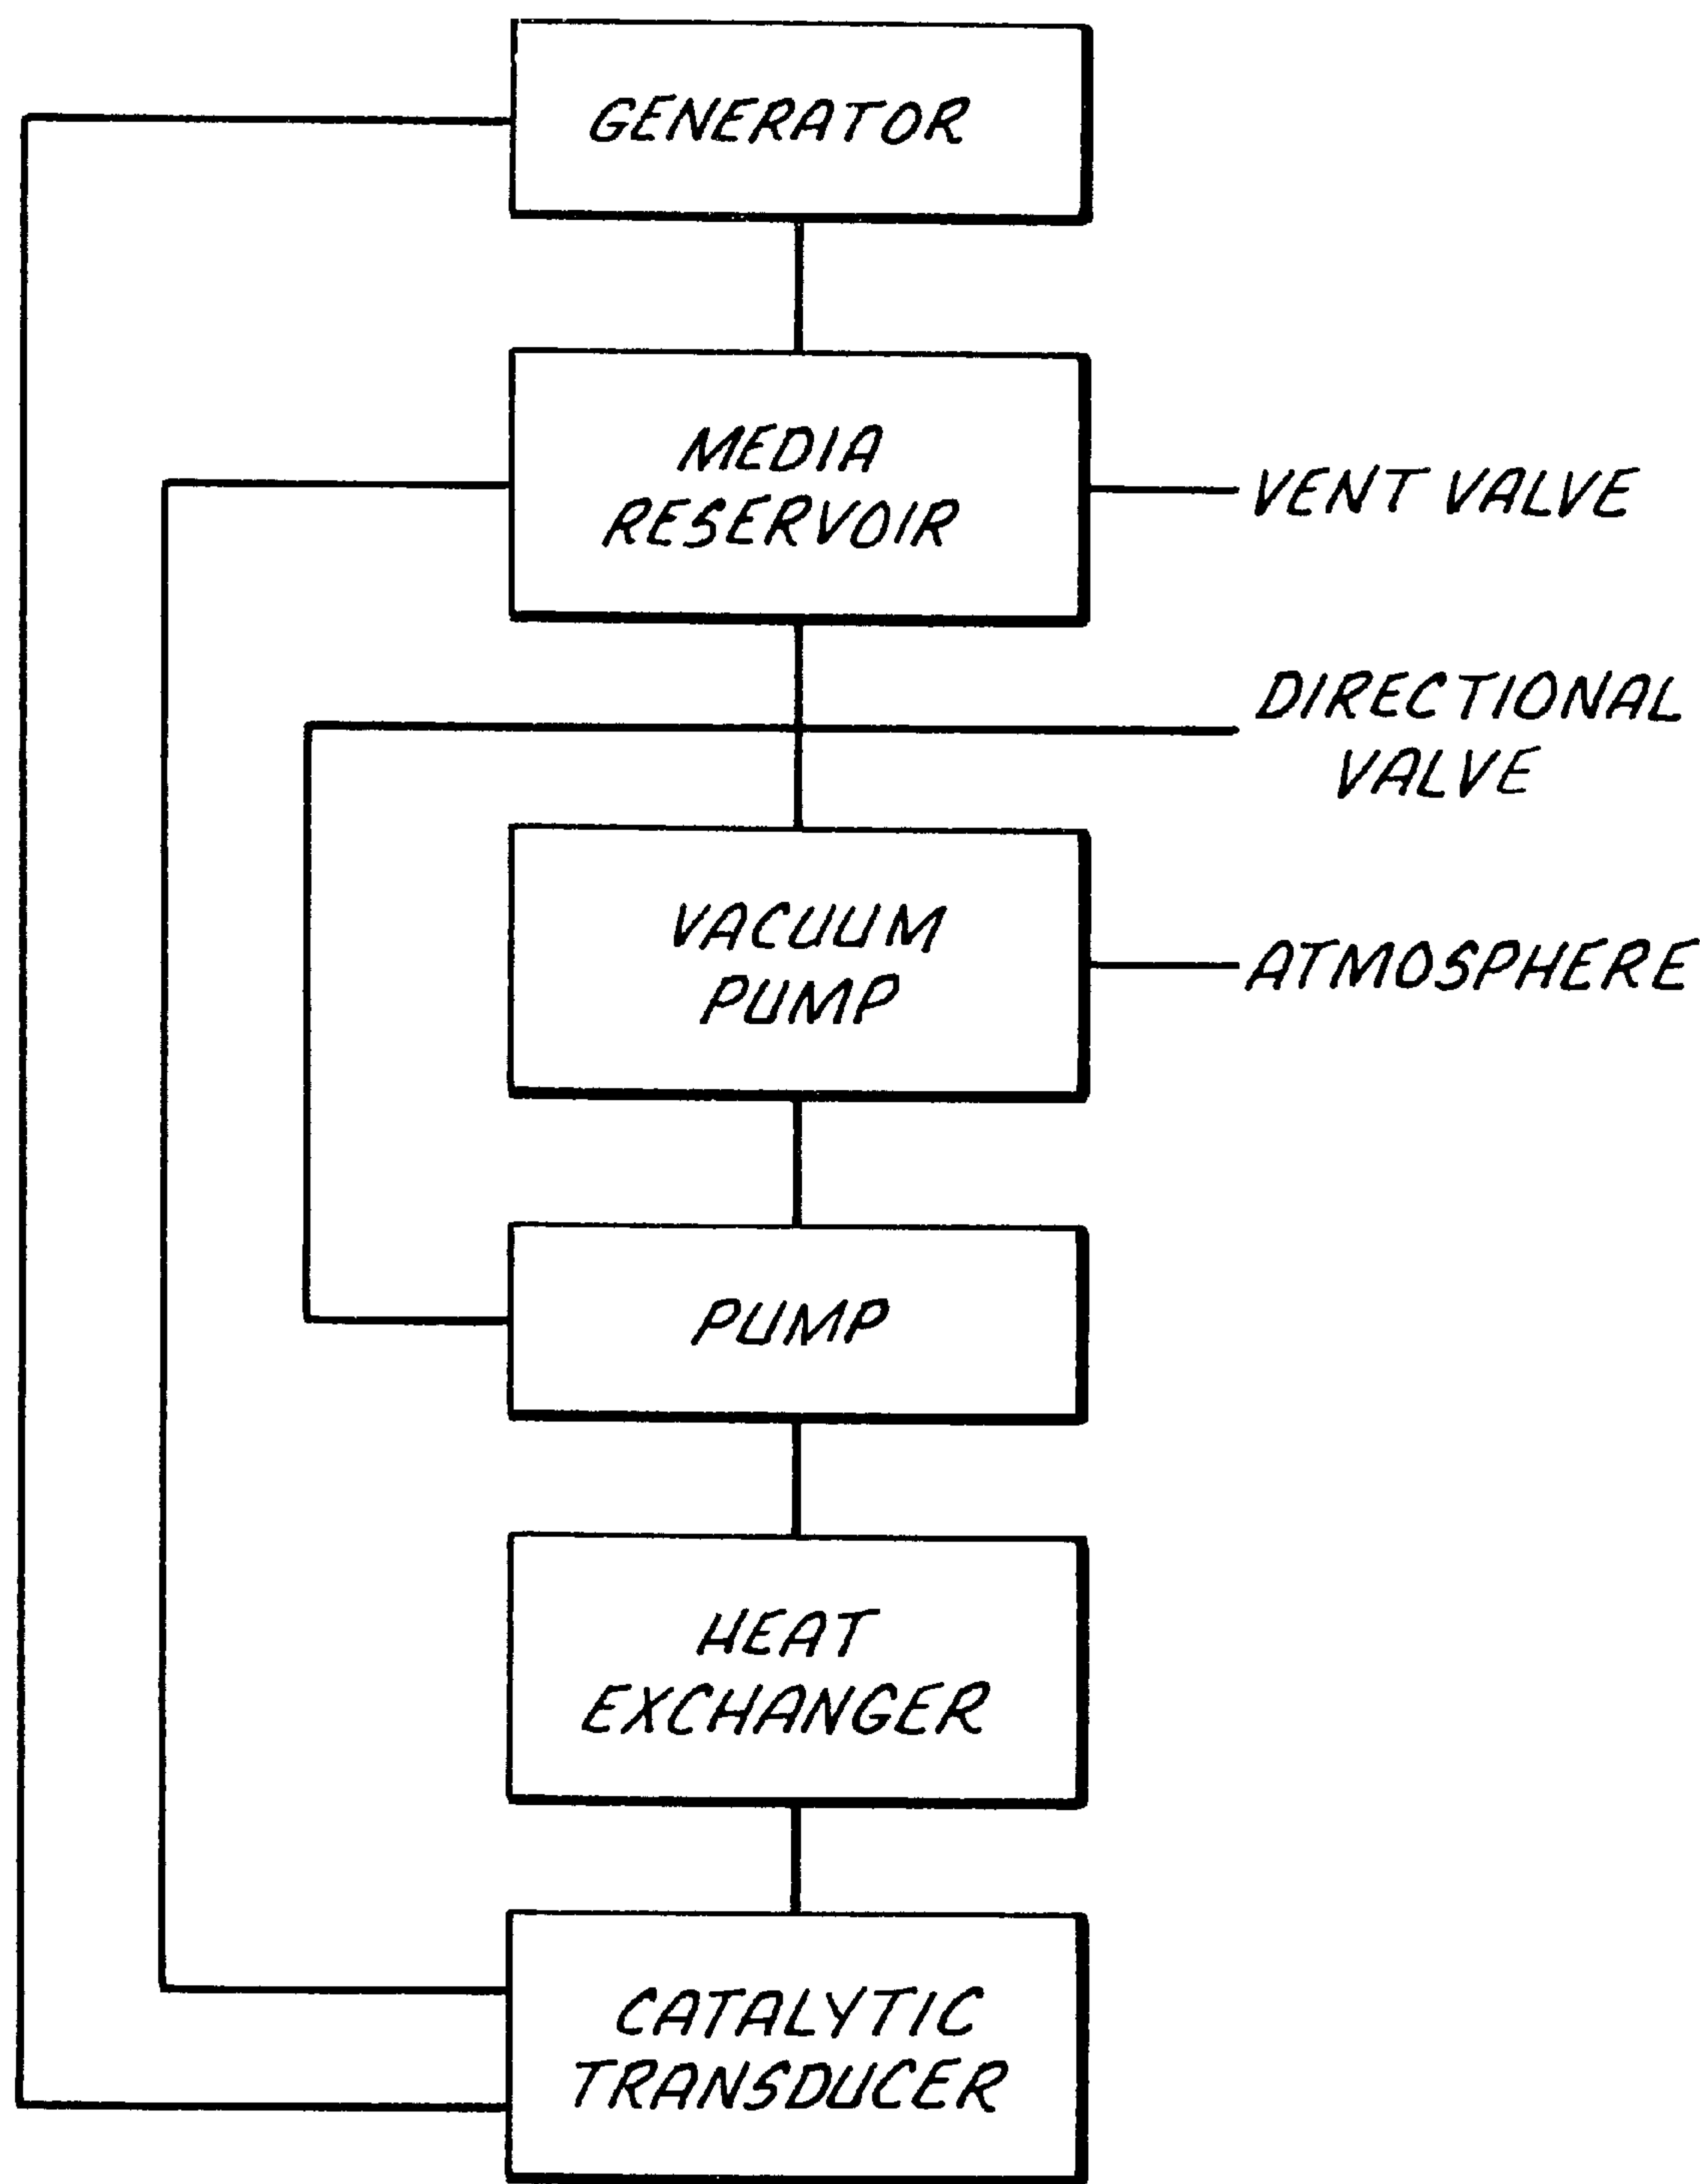 GENERATOR
MEDIA
RESERVOIR
VENT VALVE
DIRECTIONAL
VALVE
VACUUM
PUMP
ATMOSPHERE
PUMP
HEAT
EXCHANGER
CATALYTIC
TRANSDUCER